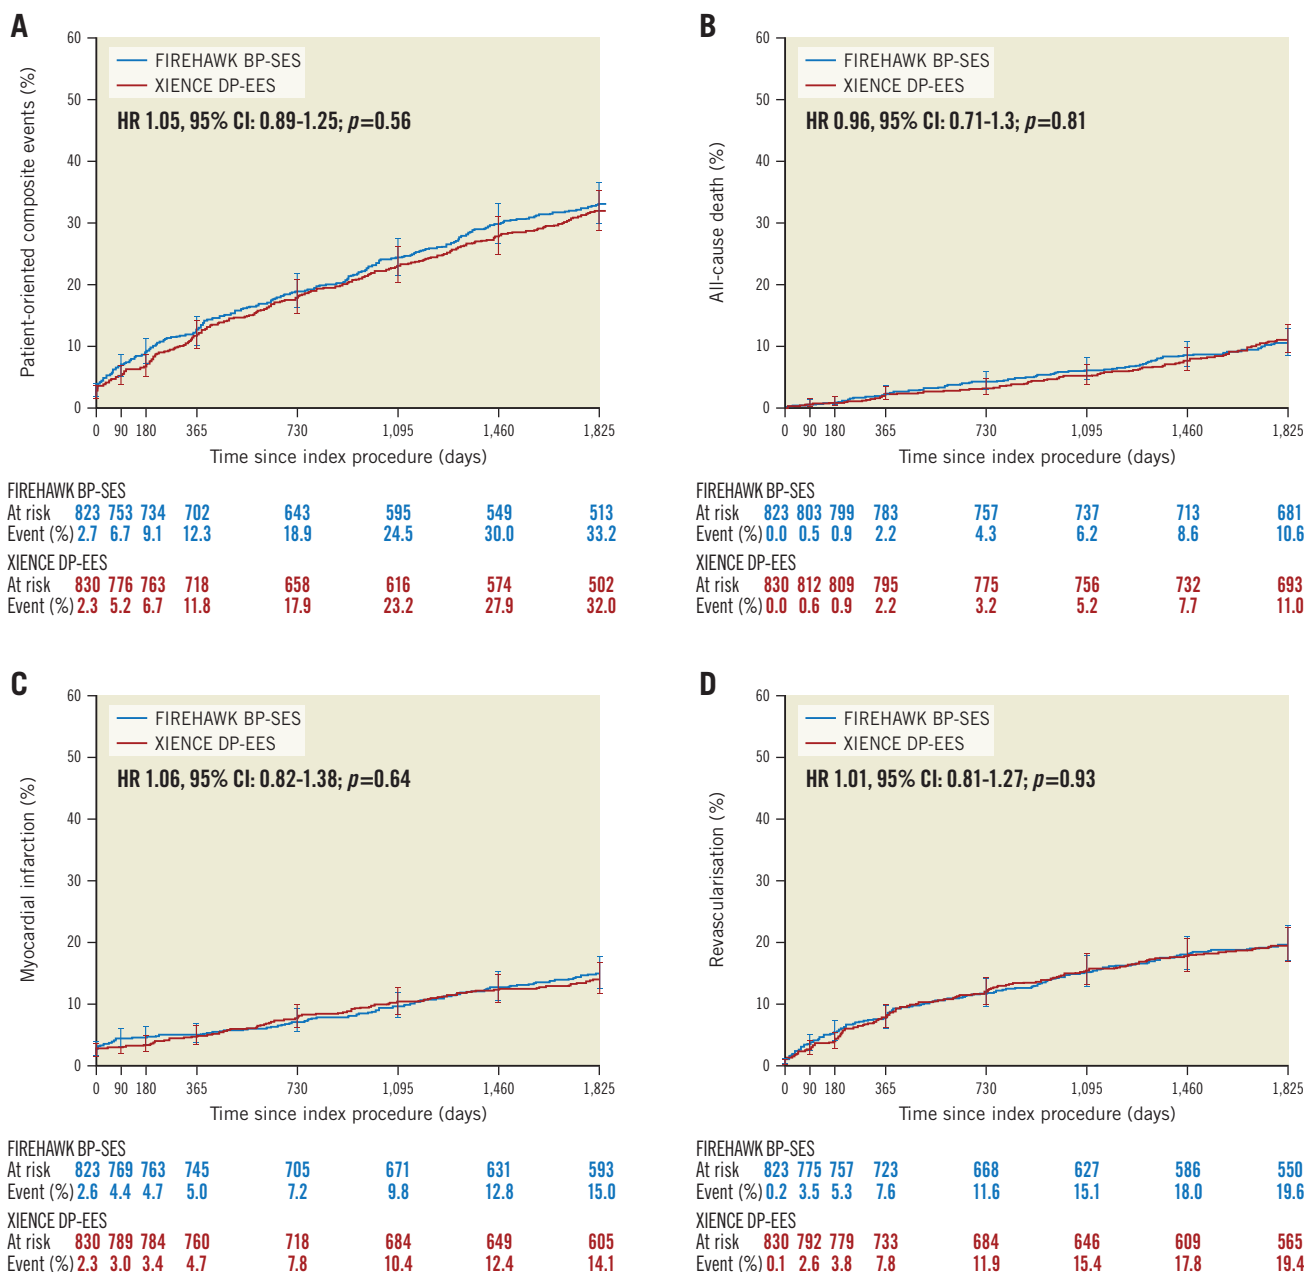 A
60
50
40
30
20
10
0
Patient-oriented composite events (%)
FIREHAWK BP-SES
XIENCE DP-EES
HR 1.05, 95% CI: 0.89-1.25; p=0.56
0 90 180 365 730 1,095 1,460 1,825
Time since index procedure (days)
FIREHAWK BP-SES
At risk 823 753 734 702 643 595 549 513
Event (%) 2.7 6.7 9.1 12.3 18.9 24.5 30.0 33.2
XIENCE DP-EES
At risk 830 776 763 718 658 616 574 502
Event (%) 2.3 5.2 6.7 11.8 17.9 23.2 27.9 32.0
B
60
50
40
30
20
10
0
All-cause death (%)
FIREHAWK BP-SES
XIENCE DP-EES
HR 0.96, 95% CI: 0.71-1.3; p=0.81
0 90 180 365 730 1,095 1,460 1,825
Time since index procedure (days)
FIREHAWK BP-SES
At risk 823 803 799 783 757 737 713 681
Event (%) 0.0 0.5 0.9 2.2 4.3 6.2 8.6 10.6
XIENCE DP-EES
At risk 830 812 809 795 775 756 732 693
Event (%) 0.0 0.6 0.9 2.2 3.2 5.2 7.7 11.0
C
60
50
40
30
20
10
0
Myocardial infarction (%)
FIREHAWK BP-SES
XIENCE DP-EES
HR 1.06, 95% CI: 0.82-1.38; p=0.64
0 90 180 365 730 1,095 1,460 1,825
Time since index procedure (days)
FIREHAWK BP-SES
At risk 823 769 763 745 705 671 631 593
Event (%) 2.6 4.4 4.7 5.0 7.2 9.8 12.8 15.0
XIENCE DP-EES
At risk 830 789 784 760 718 684 649 605
Event (%) 2.3 3.0 3.4 4.7 7.8 10.4 12.4 14.1
D
60
50
40
30
20
10
0
Revascularisation (%)
FIREHAWK BP-SES
XIENCE DP-EES
HR 1.01, 95% CI: 0.81-1.27; p=0.93
0 90 180 365 730 1,095 1,460 1,825
Time since index procedure (days)
FIREHAWK BP-SES
At risk 823 775 757 723 668 627 586 550
Event (%) 0.2 3.5 5.3 7.6 11.6 15.1 18.0 19.6
XIENCE DP-EES
At risk 830 792 779 733 684 646 609 565
Event (%) 0.1 2.6 3.8 7.8 11.9 15.4 17.8 19.4